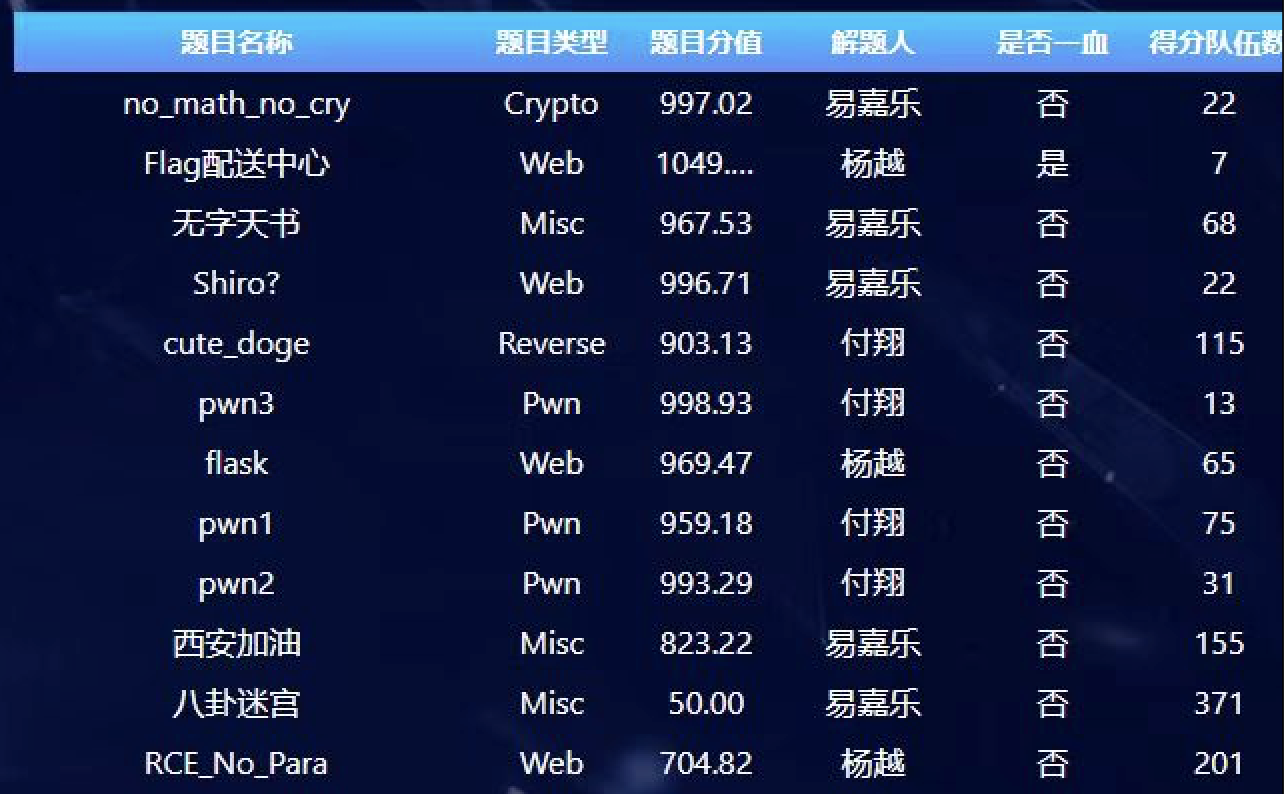 题目名称 题目类型 题目分值 解题人 是否一血 得分队伍数
no_math_no_cry Crypto 997.02 易嘉乐 否 22
Flag配送中心 Web 1049.... 杨越 是 7
无字天书 Misc 967.53 易嘉乐 否 68
Shiro? Web 996.71 易嘉乐 否 22
cute_doge Reverse 903.13 付翔 否 115
pwn3 Pwn 998.93 付翔 否 13
flask Web 969.47 杨越 否 65
pwn1 Pwn 959.18 付翔 否 75
pwn2 Pwn 993.29 付翔 否 31
西安加油 Misc 823.22 易嘉乐 否 155
八卦迷宫 Misc 50.00 易嘉乐 否 371
RCE_No_Para Web 704.82 杨越 否 201